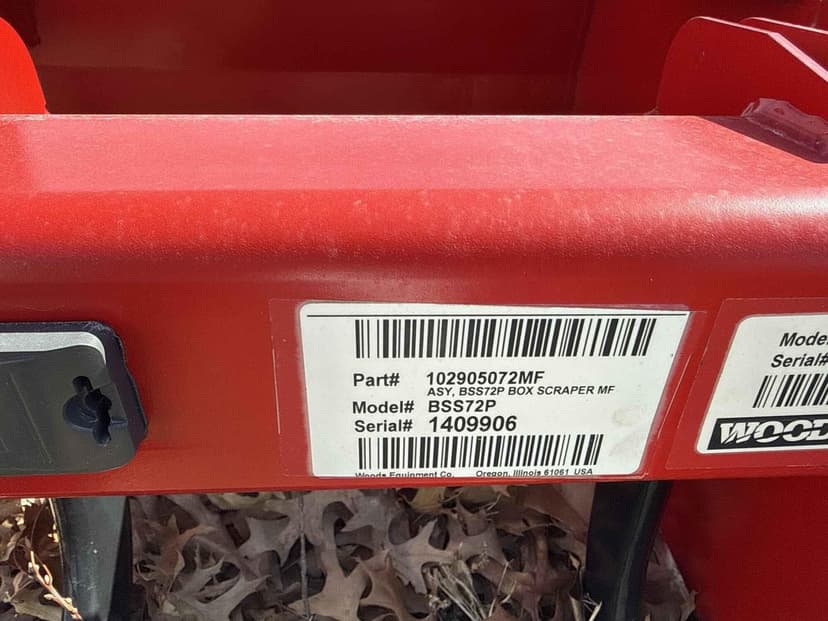 Part# 102905072MF
ASY, BSS72P BOX SCRAPER MF
Model# BSS72P
Serial# 1409906
Woods Equipment Co. Oregon, Illinois 61061 USA
Model
Serial#
WOOD